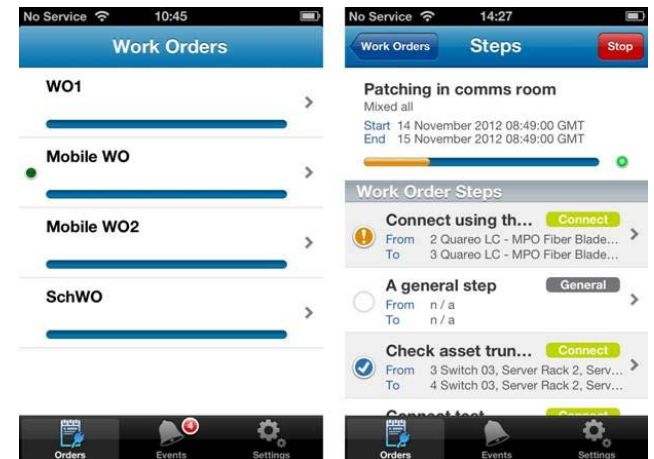 No Service 10:45
Work Orders
WO1
Mobile WO
Mobile WO2
SchWO
4
Orders Events Settings
No Service 14:27
Work Orders Steps Stop
Patching in comms room
Mixed all
Start 14 November 2012 08:49:00 GMT
End 15 November 2012 08:49:00 GMT
Work Order Steps
Connect using th... Connect
From 2 Quareo LC - MPO Fiber Blade...
To 3 Quareo LC - MPO Fiber Blade...
A general step General
From n / a
To n / a
Check asset trun... Connect
From 3 Switch 03, Server Rack 2, Serv...
To 4 Switch 03, Server Rack 2, Serv...
Connect test Connect
Orders Events Settings